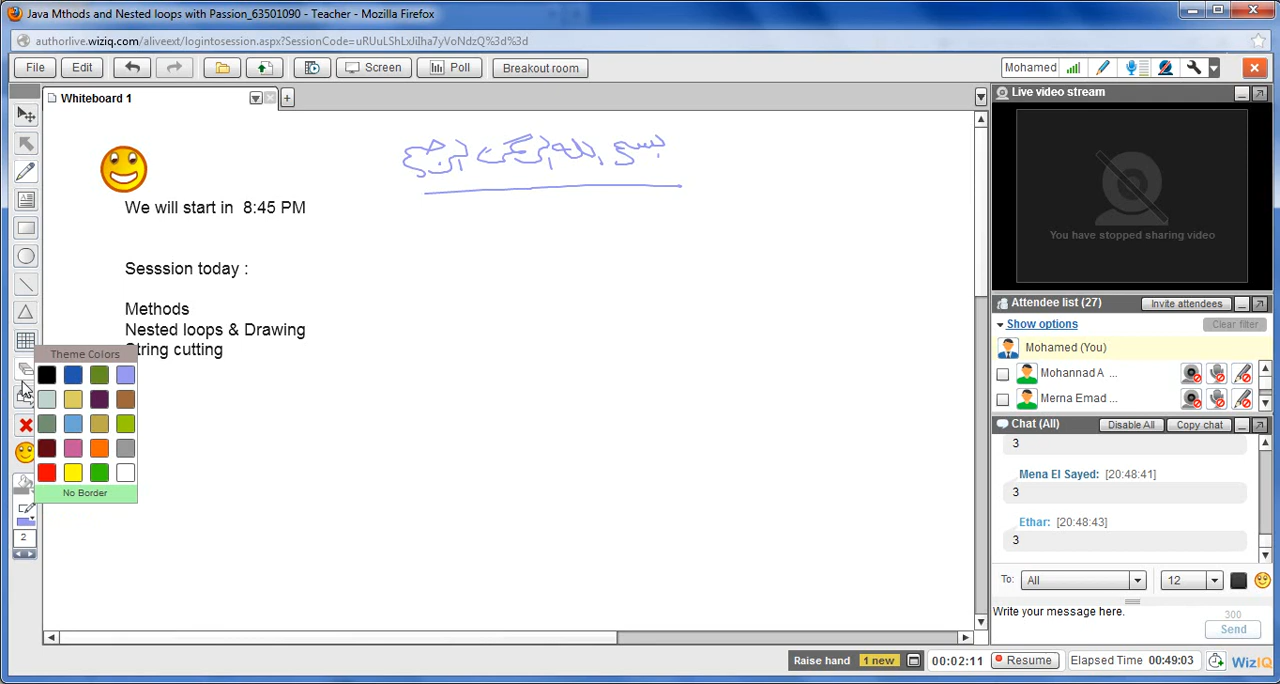 Java Mthods and Nested loops with Passion_63501090 - Teacher - Mozilla Firefox
authorlive.wiziq.com/aliveext/logintosession.aspx?SessionCode=uRUuLShLxJiIha7yVoNdzQ%3d%3d
File Edit Screen Poll Breakout room Mohamed
Whiteboard 1
Live video stream
بسم الله الرحمن الرحيم
We will start in 8:45 PM
You have stopped sharing video
Sesssion today :
Methods
Nested loops & Drawing
String cutting
Theme Colors
No Border
2
Attendee list (27) Invite attendees
Show options Clear filter
Mohamed (You)
Mohannad A ...
Merna Emad ...
Chat (All) Disable All Copy chat
3
Mena El Sayed: [20:48:41]
3
Ethar: [20:48:43]
3
To: All 12
Write your message here.
300
Send
Raise hand 1 new 00:02:11 Resume Elapsed Time 00:49:03 WizIQ